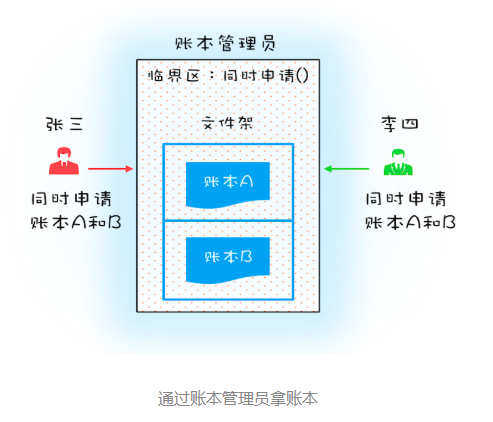 账本管理员
临界区：同时申请()
文件架
张三
李四
账本A
同时申请
账本A和B
同时申请
账本A和B
账本B
通过账本管理员拿账本